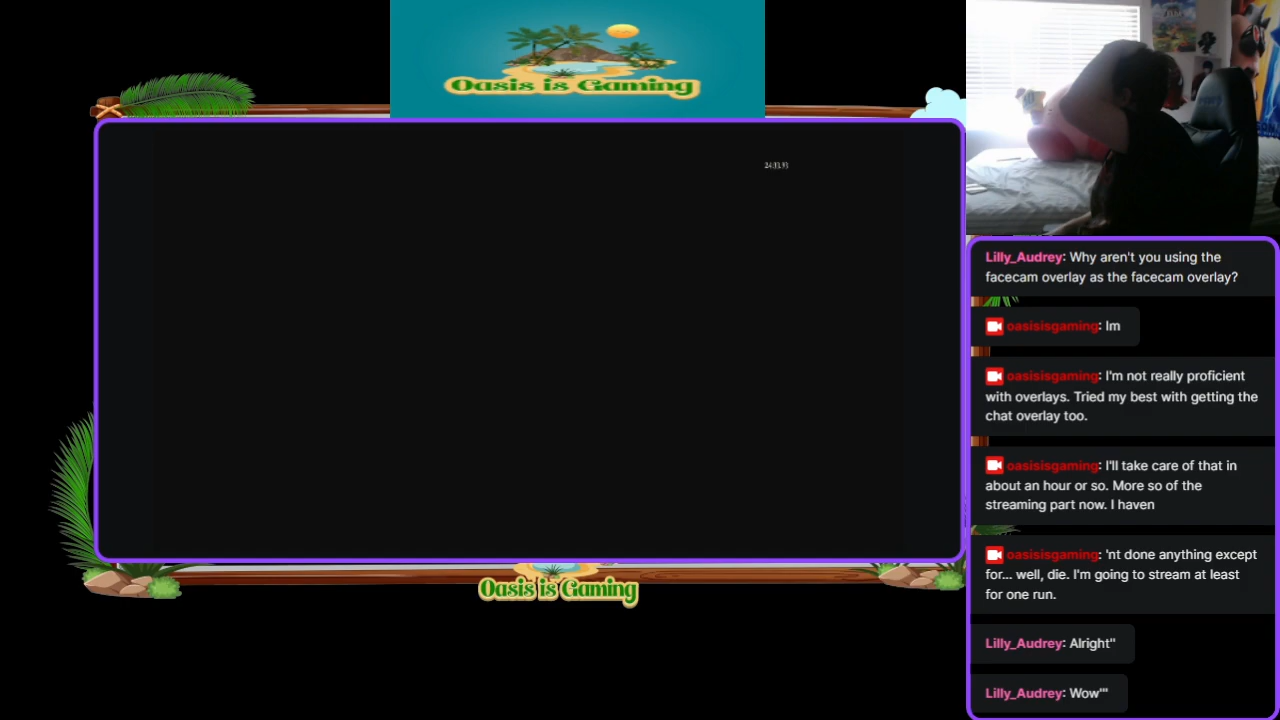 Oasis is Gaming
Lilly_Audrey: Why aren't you using the
facecam overlay as the facecam overlay?
oasisisgaming: Im
oasisisgaming: I'm not really proficient
with overlays. Tried my best with getting the
chat overlay too.
oasisisgaming: I'll take care of that in
about an hour or so. More so of the
streaming part now. I haven
oasisisgaming: 'nt done anything except
for... well, die. I'm going to stream at least
for one run.
Oasis is Gaming
Lilly_Audrey: Alright"
Lilly_Audrey: Wow""